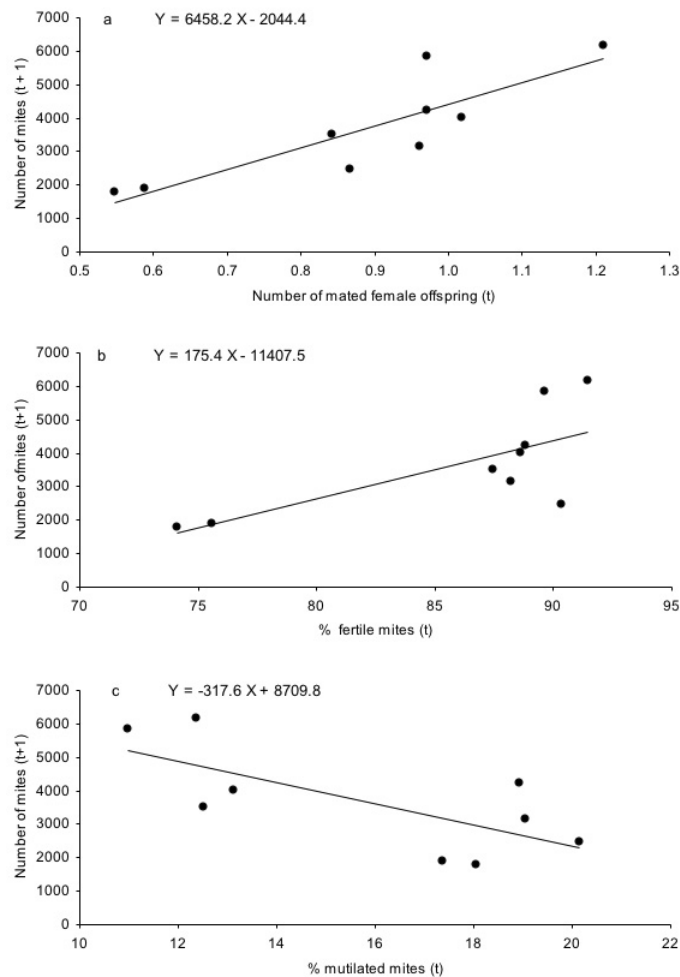 a Y = 6458.2 X - 2044.4
7000
6000
5000
4000
3000
2000
1000
0
Number of mites (t + 1)
0.5 0.6 0.7 0.8 0.9 1.0 1.1 1.2 1.3
Number of mated female offspring (t)
b Y = 175.4 X - 11407.5
7000
6000
5000
4000
3000
2000
1000
0
Number ofmites (t+1)
70 75 80 85 90 95
% fertile mites (t)
c Y = -317.6 X + 8709.8
7000
6000
5000
4000
3000
2000
1000
0
Number of mites (t+1)
10 12 14 16 18 20 22
% mutilated mites (t)